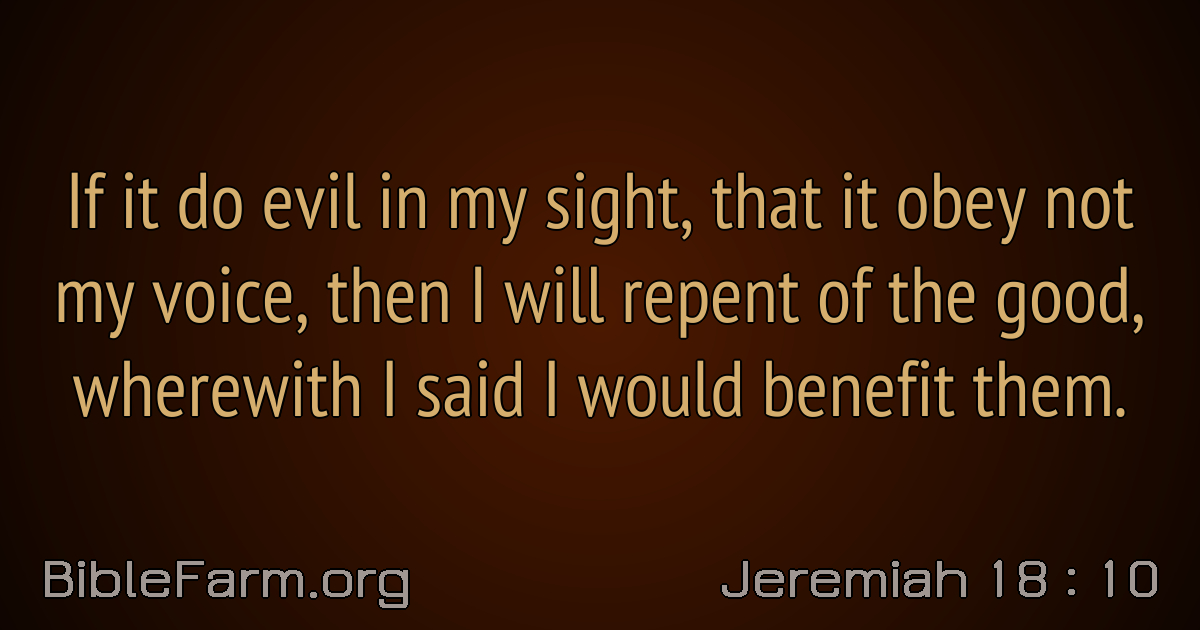 If it do evil in my sight, that it obey not
my voice, then I will repent of the good,
wherewith I said I would benefit them.
BibleFarm.org
Jeremiah 18 : 10